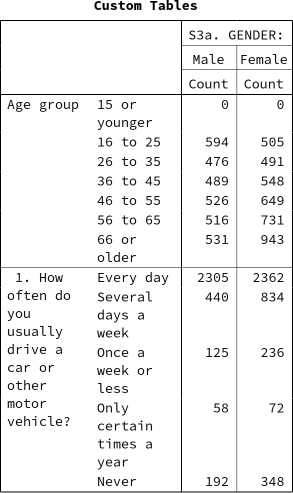 Custom Tables
S3a. GENDER:
Male Female
Count Count
Age group 15 or 0 0
younger
16 to 25 594 505
26 to 35 476 491
36 to 45 489 548
46 to 55 526 649
56 to 65 516 731
66 or 531 943
older
1. How Every day 2305 2362
often do Several 440 834
you days a
usually week
drive a Once a 125 236
car or week or
other less
motor Only 58 72
vehicle? certain
times a
year
Never 192 348